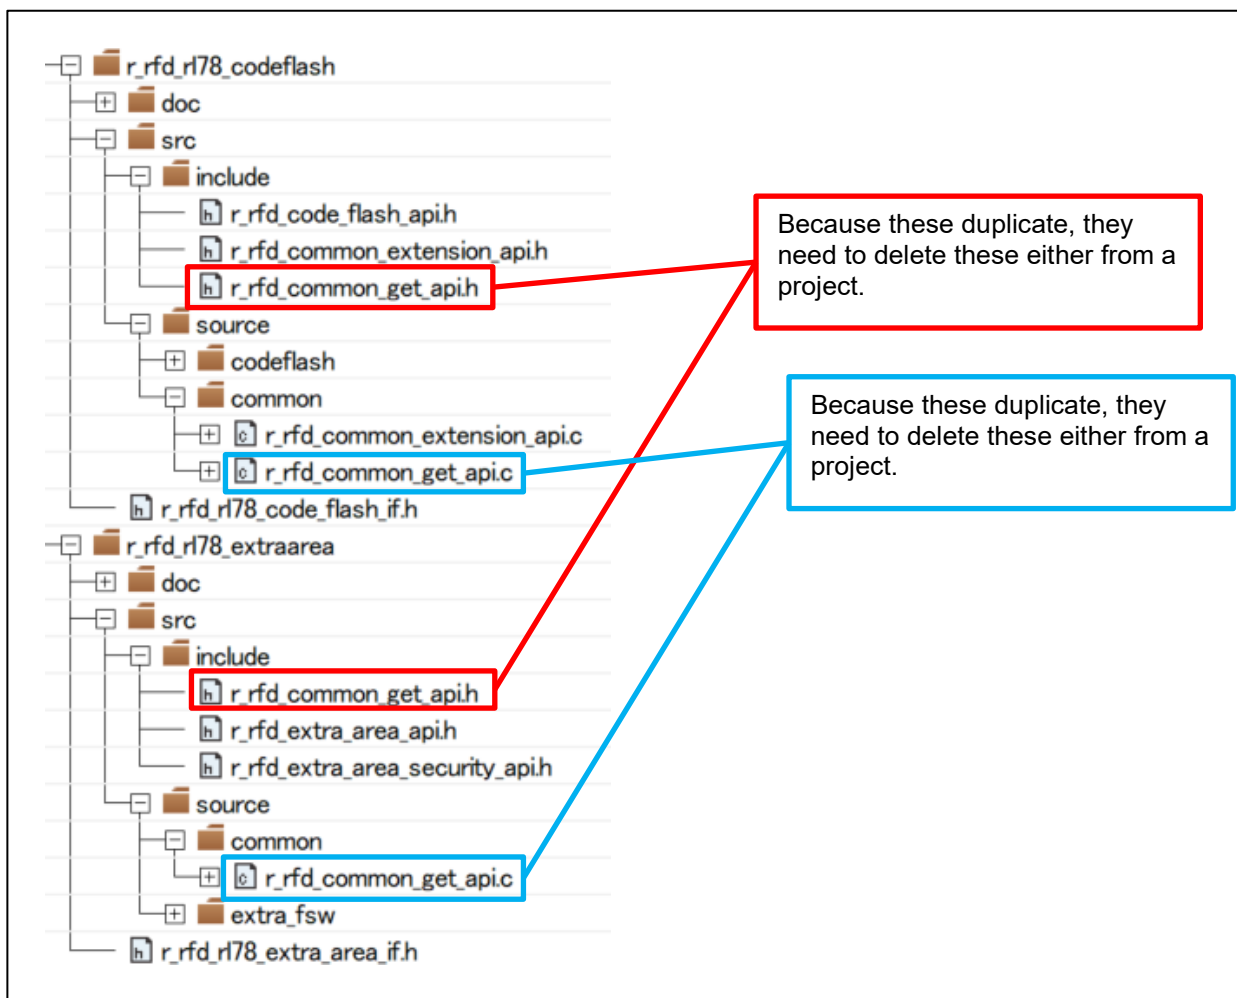 r_rfd_rl78_codeflash
doc
src
include
r_rfd_code_flash_api.h
r_rfd_common_extension_api.h
r_rfd_common_get_api.h
source
codeflash
common
r_rfd_common_extension_api.c
r_rfd_common_get_api.c
r_rfd_rl78_code_flash_if.h
r_rfd_rl78_extraarea
doc
src
include
r_rfd_common_get_api.h
r_rfd_extra_area_api.h
r_rfd_extra_area_security_api.h
source
common
r_rfd_common_get_api.c
extra_fsw
r_rfd_rl78_extra_area_if.h
Because these duplicate, they
need to delete these either from a
project.
Because these duplicate, they
need to delete these either from a
project.